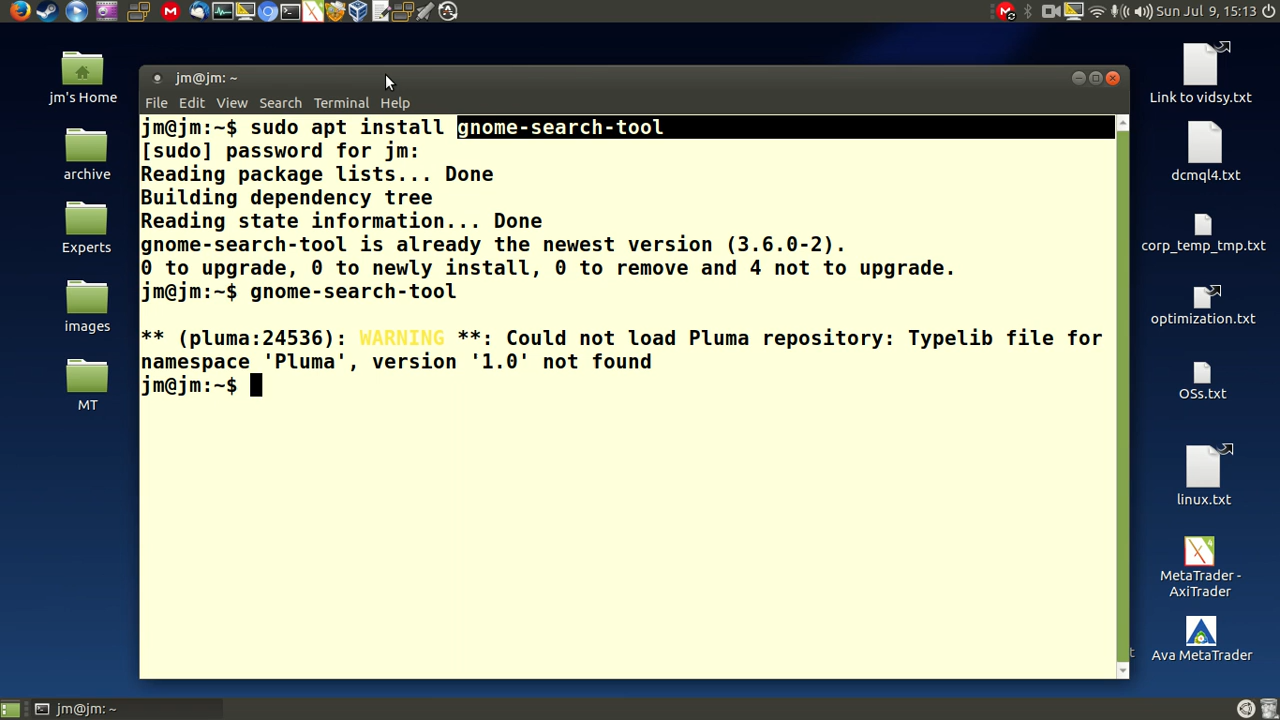 Sun Jul 9, 15:13
jm@jm: ~
File Edit View Search Terminal Help
jm@jm:~$ sudo apt install gnome-search-tool
[sudo] password for jm:
Reading package lists... Done
Building dependency tree
Reading state information... Done
gnome-search-tool is already the newest version (3.6.0-2).
0 to upgrade, 0 to newly install, 0 to remove and 4 not to upgrade.
jm@jm:~$ gnome-search-tool
** (pluma:24536): WARNING **: Could not load Pluma repository: Typelib file for
namespace 'Pluma', version '1.0' not found
jm@jm:~$
jm's Home
archive
Experts
images
MT
Link to vidsy.txt
dcmql4.txt
corp_temp_tmp.txt
optimization.txt
OSs.txt
linux.txt
MetaTrader -
AxiTrader
Ava MetaTrader
jm@jm: ~